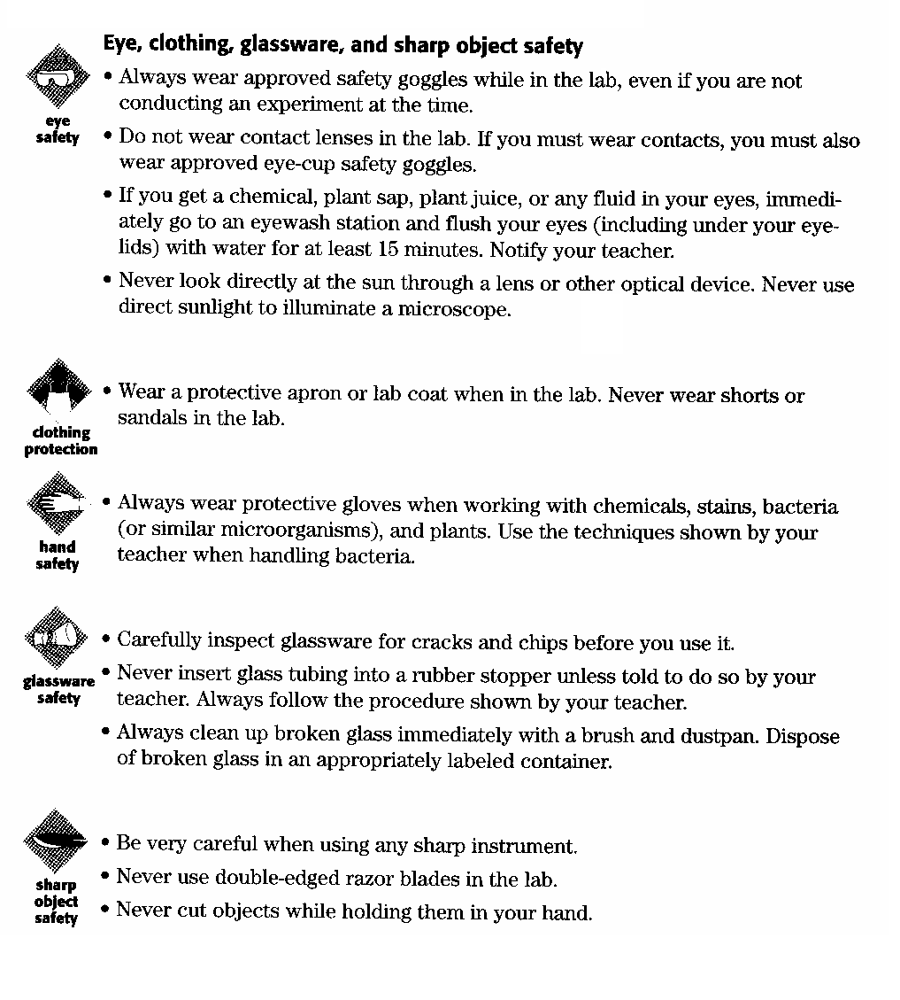 Eye, clothing, glassware, and sharp object safety
• Always wear approved safety goggles while in the lab, even if you are not
conducting an experiment at the time.
eye
safety
• Do not wear contact lenses in the lab. If you must wear contacts, you must also
wear approved eye-cup safety goggles.
• If you get a chemical, plant sap, plant juice, or any fluid in your eyes, immedi-
ately go to an eyewash station and flush your eyes (including under your eye-
lids) with water for at least 15 minutes. Notify your teacher.
• Never look directly at the sun through a lens or other optical device. Never use
direct sunlight to illuminate a microscope.
clothing
protection
• Wear a protective apron or lab coat when in the lab. Never wear shorts or
sandals in the lab.
hand
safety
• Always wear protective gloves when working with chemicals, stains, bacteria
(or similar microorganisms), and plants. Use the techniques shown by your
teacher when handling bacteria.
glassware
safety
• Carefully inspect glassware for cracks and chips before you use it.
• Never insert glass tubing into a rubber stopper unless told to do so by your
teacher. Always follow the procedure shown by your teacher.
• Always clean up broken glass immediately with a brush and dustpan. Dispose
of broken glass in an appropriately labeled container.
sharp
object
safety
• Be very careful when using any sharp instrument.
• Never use double-edged razor blades in the lab.
• Never cut objects while holding them in your hand.